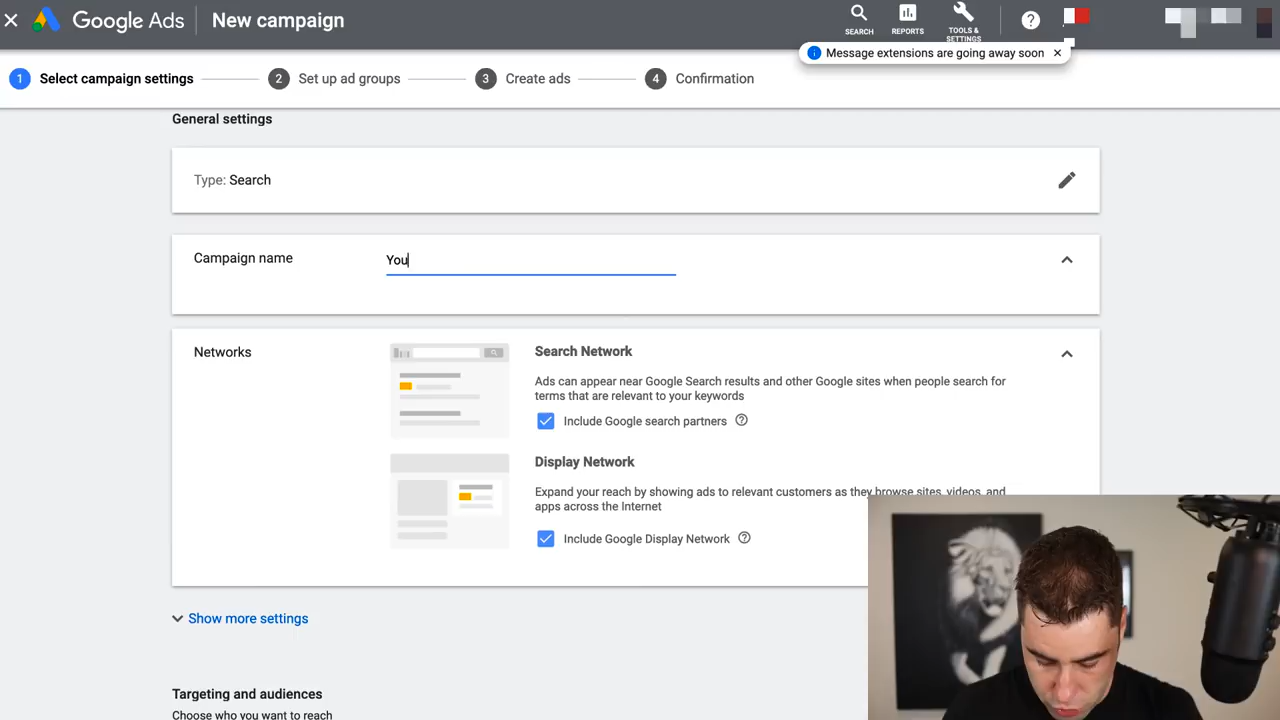 Google Ads New campaign
SEARCH REPORTS TOOLS & SETTINGS
Message extensions are going away soon
1 Select campaign settings 2 Set up ad groups 3 Create ads 4 Confirmation
General settings
Type: Search
Campaign name You
Networks
Search Network
Ads can appear near Google Search results and other Google sites when people search for
terms that are relevant to your keywords
Include Google search partners
Display Network
Expand your reach by showing ads to relevant customers as they browse sites, videos, and
apps across the Internet
Include Google Display Network
Show more settings
Targeting and audiences
Choose who you want to reach